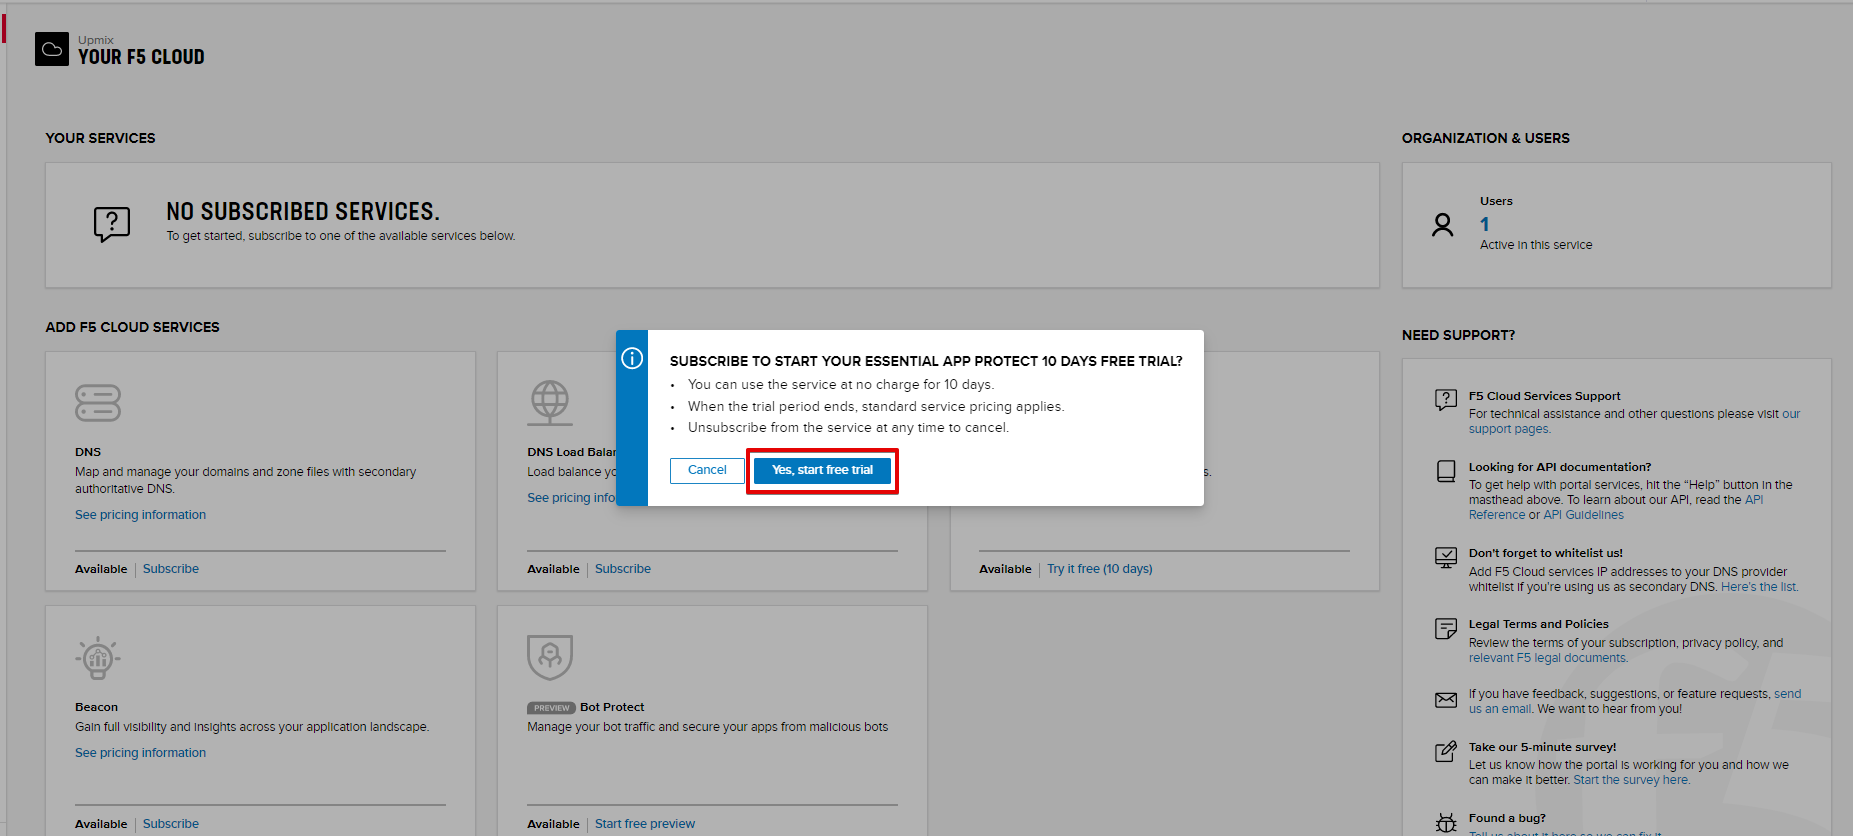 Upmix
YOUR F5 CLOUD
YOUR SERVICES
NO SUBSCRIBED SERVICES.
To get started, subscribe to one of the available services below.
ORGANIZATION & USERS
Users
1
Active in this service
ADD F5 CLOUD SERVICES
DNS
Map and manage your domains and zone files with secondary
authoritative DNS.
See pricing information
Available | Subscribe
DNS Load Balar
Load balance yo
See pricing info
Available | Subscribe
s.
Available | Try it free (10 days)
SUBSCRIBE TO START YOUR ESSENTIAL APP PROTECT 10 DAYS FREE TRIAL?
• You can use the service at no charge for 10 days.
• When the trial period ends, standard service pricing applies.
• Unsubscribe from the service at any time to cancel.
Cancel
Yes, start free trial
Beacon
Gain full visibility and insights across your application landscape.
See pricing information
Available | Subscribe
PREVIEW Bot Protect
Manage your bot traffic and secure your apps from malicious bots
Available | Start free preview
NEED SUPPORT?
F5 Cloud Services Support
For technical assistance and other questions please visit our
support pages.
Looking for API documentation?
To get help with portal services, hit the “Help” button in the
masthead above. To learn about our API, read the API
Reference or API Guidelines
Don't forget to whitelist us!
Add F5 Cloud services IP addresses to your DNS provider
whitelist if you're using us as secondary DNS. Here's the list.
Legal Terms and Policies
Review the terms of your subscription, privacy policy, and
relevant F5 legal documents.
If you have feedback, suggestions, or feature requests, send
us an email. We want to hear from you!
Take our 5-minute survey!
Let us know how the portal is working for you and how we
can make it better. Start the survey here.
Found a bug?
Tell us about it here so we can fix it